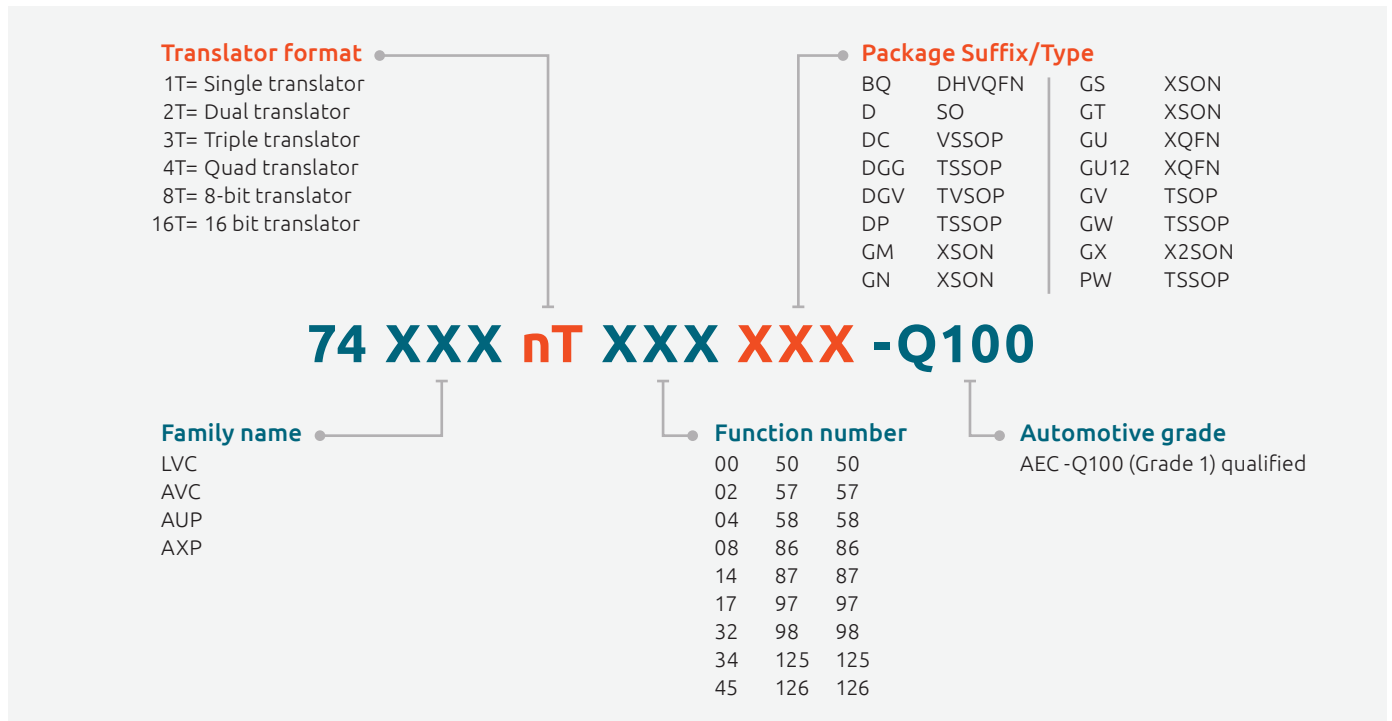 Translator format
1T= Single translator
2T= Dual translator
3T= Triple translator
4T= Quad translator
8T= 8-bit translator
16T= 16 bit translator
Package Suffix/Type
BQ DHVQFN GS XSON
D SO GT XSON
DC VSSOP GU XQFN
DGG TSSOP GU12 XQFN
DGV TVSOP GV TSOP
DP TSSOP GW TSSOP
GM XSON GX X2SON
GN XSON PW TSSOP
74 XXX nT XXX XXX -Q100
Family name
LVC
AVC
AUP
AXP
Function number
00 50 50
02 57 57
04 58 58
08 86 86
14 87 87
17 97 97
32 98 98
34 125 125
45 126 126
Automotive grade
AEC -Q100 (Grade 1) qualified